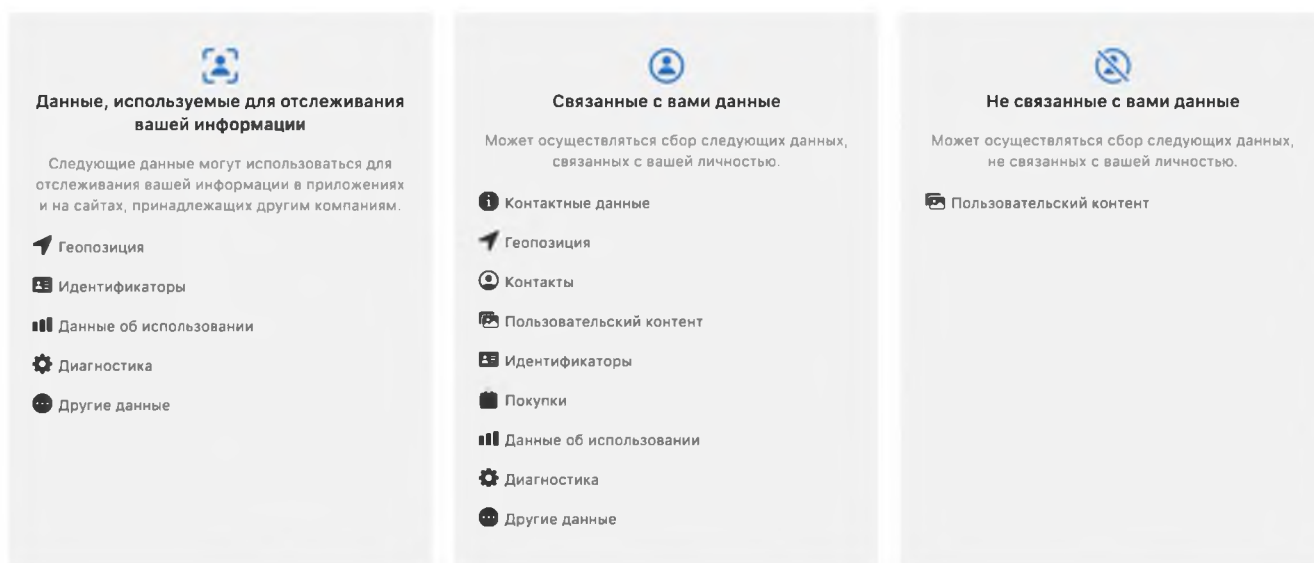 Данные, используемые для отслеживания
вашей информации
Следующие данные могут использоваться для
отслеживания вашей информации в приложениях
и на сайтах, принадлежащих другим компаниям.
Геопозиция
Идентификаторы
Данные об использовании
Диагностика
Другие данные
Связанные с вами данные
Может осуществляться сбор следующих данных,
связанных с вашей личностью.
Контактные данные
Геопозиция
Контакты
Пользовательский контент
Идентификаторы
Покупки
Данные об использовании
Диагностика
Другие данные
Не связанные с вами данные
Может осуществляться сбор следующих данных,
не связанных с вашей личностью.
Пользовательский контент